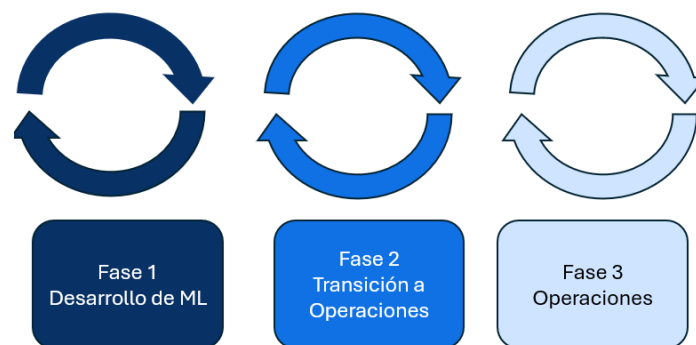 Fase 1
Desarrollo de ML
Fase 2
Transición a
Operaciones
Fase 3
Operaciones